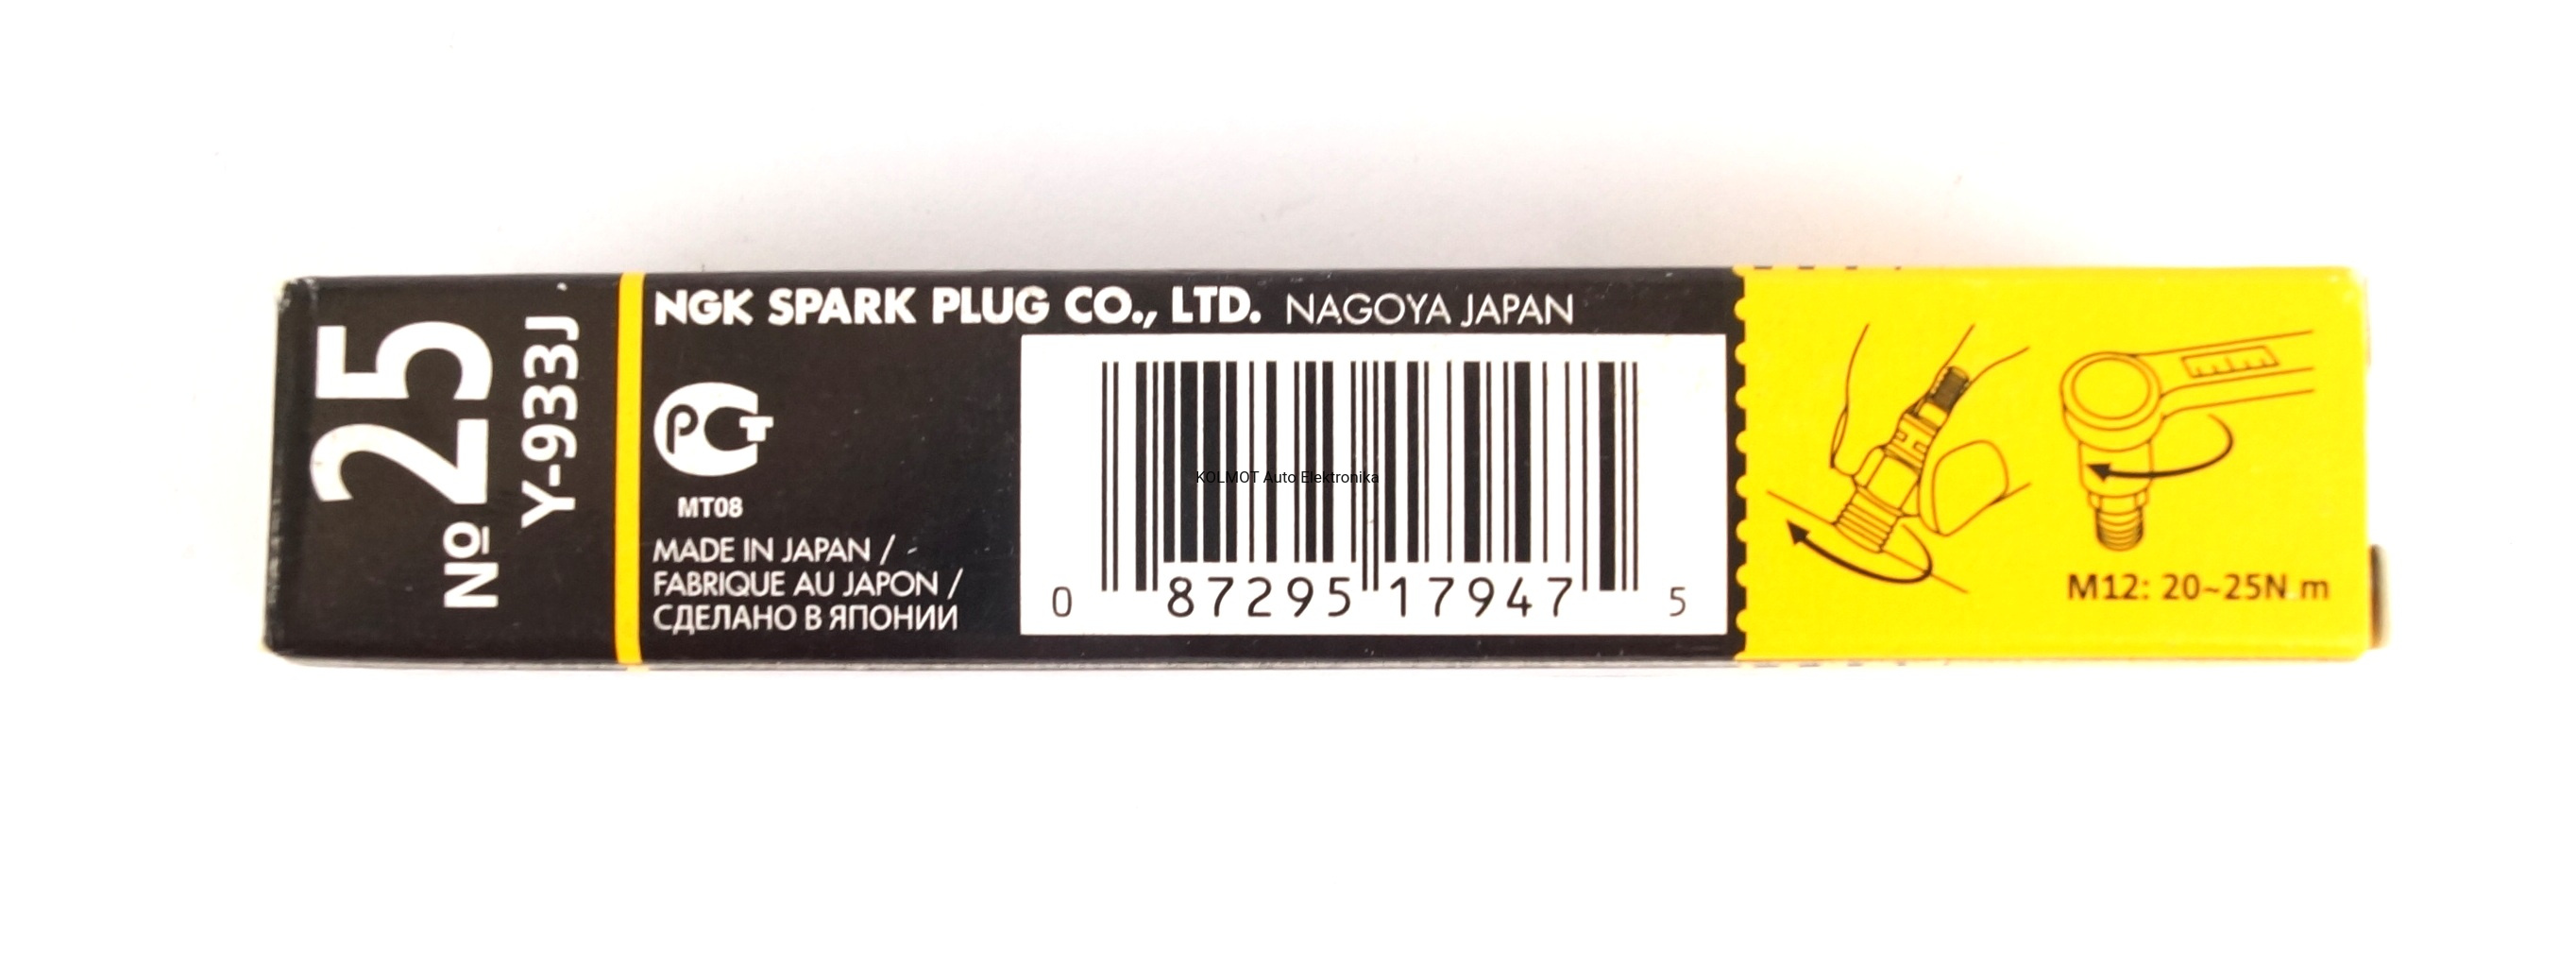 Nº 25
Y-933J
NGK SPARK PLUG CO., LTD. NAGOYA JAPAN
РСТ
MT08
MADE IN JAPAN /
FABRIQUE AU JAPON /
СДЕЛАНО В ЯПОНИИ
KOLMOT Auto Elektronika
0 87295 17947 5
M12: 20~25N m